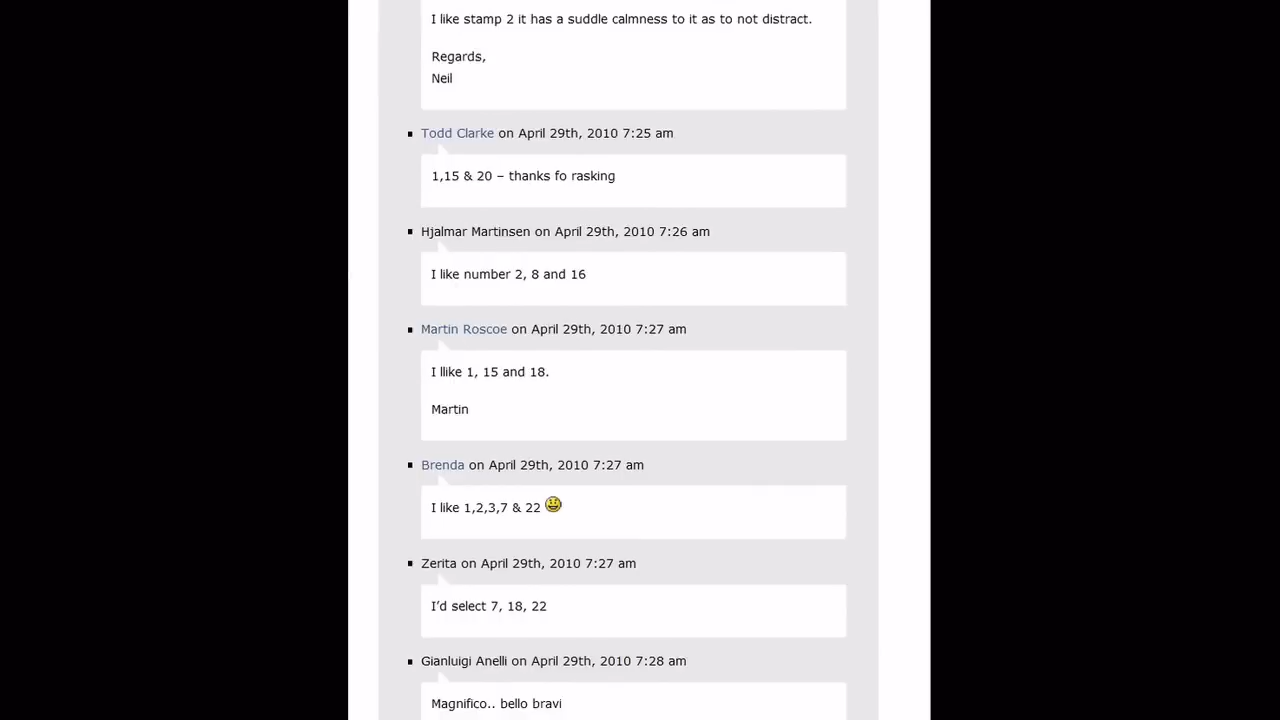 I like stamp 2 it has a suddle calmness to it as to not distract.
Regards,
Neil
Todd Clarke on April 29th, 2010 7:25 am
1,15 & 20 – thanks fo rasking
Hjalmar Martinsen on April 29th, 2010 7:26 am
I like number 2, 8 and 16
Martin Roscoe on April 29th, 2010 7:27 am
I llike 1, 15 and 18.
Martin
Brenda on April 29th, 2010 7:27 am
I like 1,2,3,7 & 22
Zerita on April 29th, 2010 7:27 am
I’d select 7, 18, 22
Gianluigi Anelli on April 29th, 2010 7:28 am
Magnifico.. bello bravi